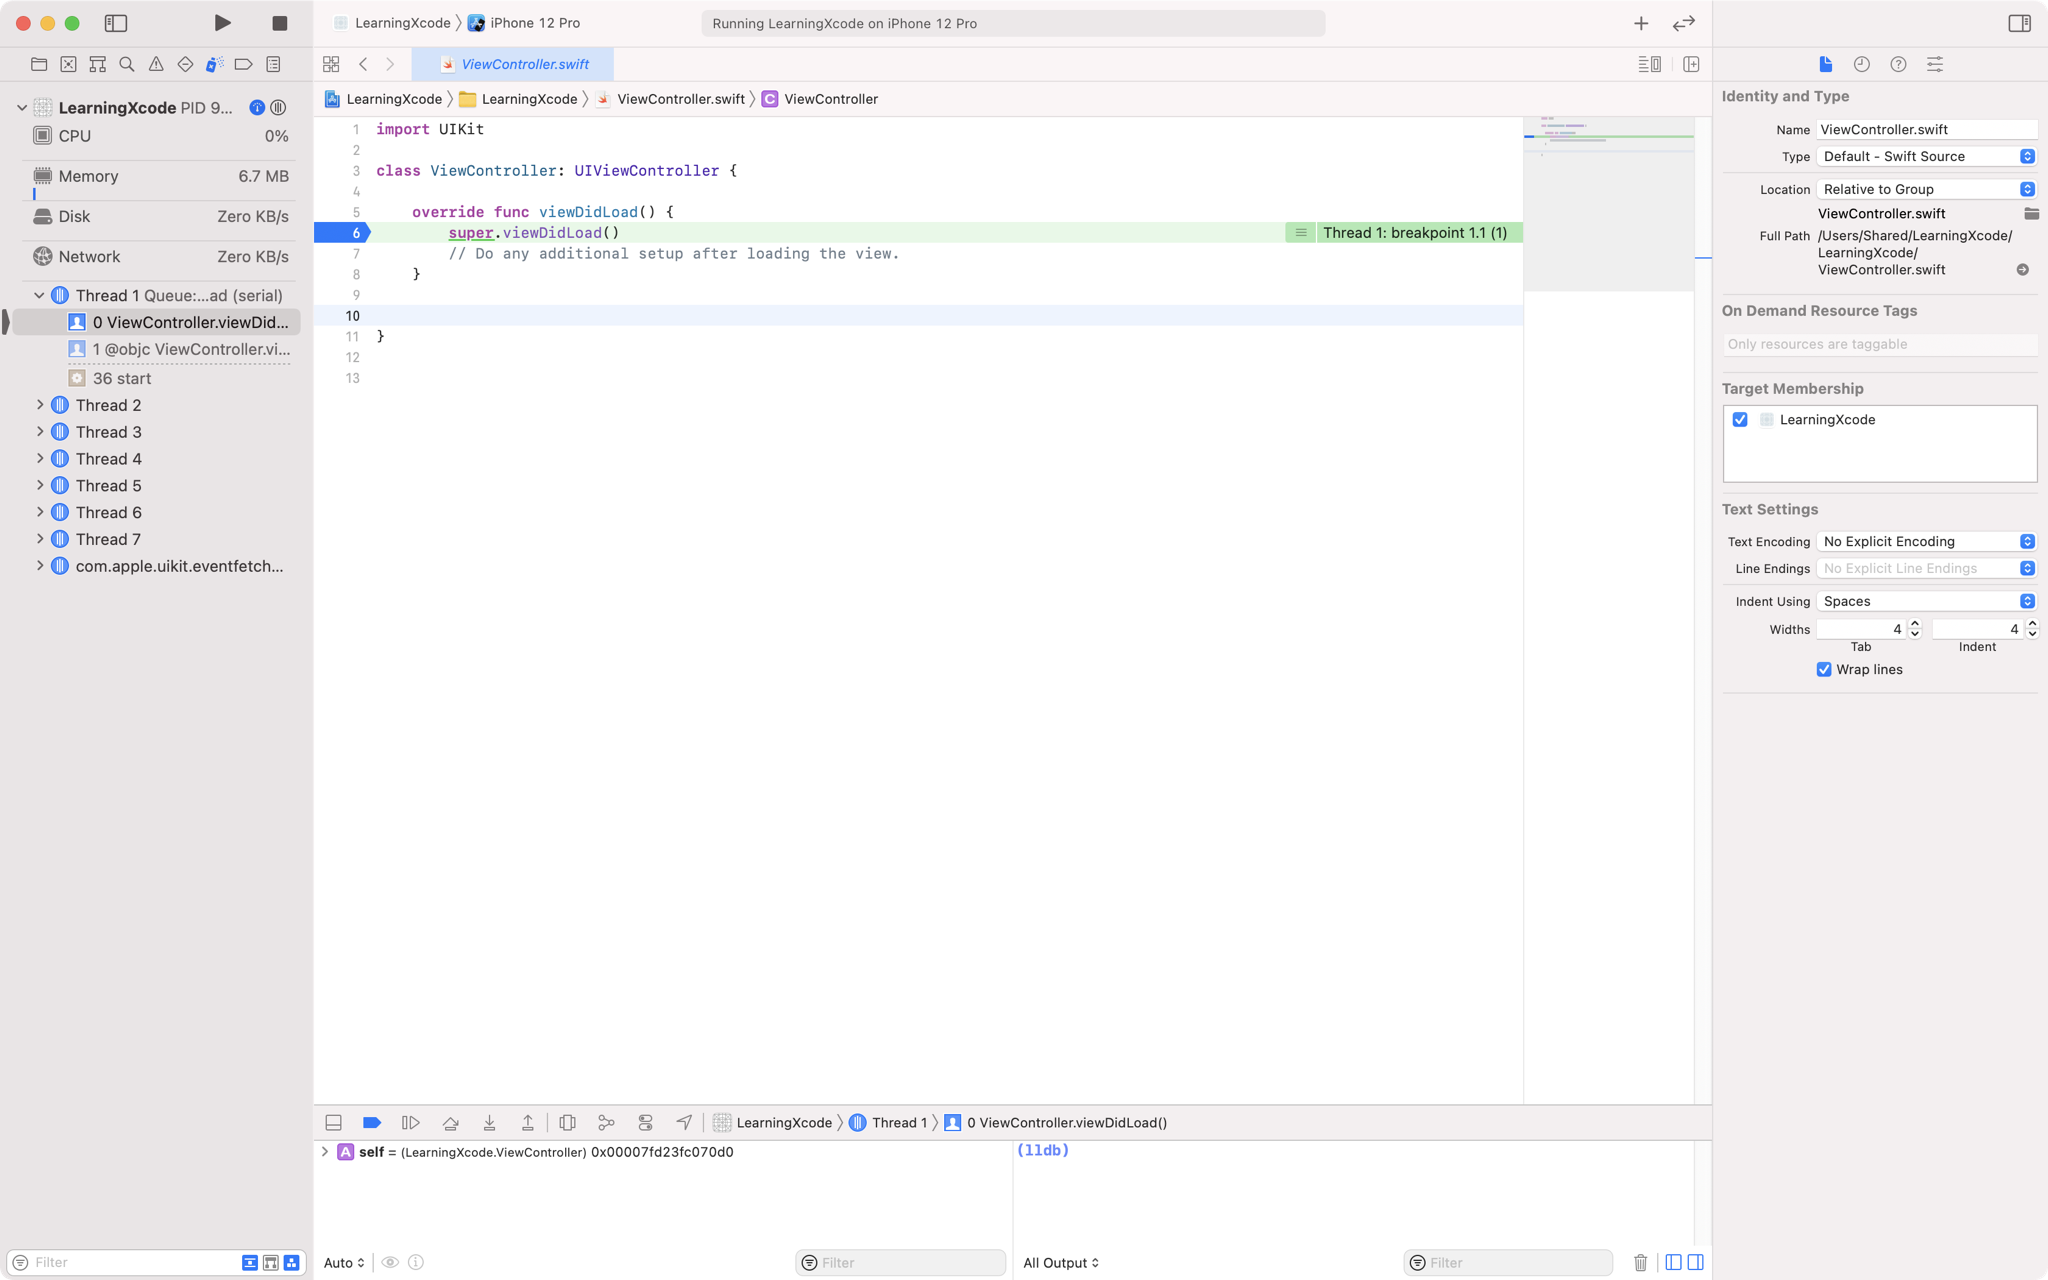 LearningXcode 〉 iPhone 12 Pro
Running LearningXcode on iPhone 12 Pro
ViewController.swift
LearningXcode 〉 LearningXcode 〉 ViewController.swift 〉 C ViewController
LearningXcode PID 9...
CPU 0%
Memory 6.7 MB
Disk Zero KB/s
Network Zero KB/s
Thread 1 Queue:...ad (serial)
0 ViewController.viewDid...
1 @objc ViewController.vi...
36 start
Thread 2
Thread 3
Thread 4
Thread 5
Thread 6
Thread 7
com.apple.uikit.eventfetch...
Filter
1 import UIKit
2
3 class ViewController: UIViewController {
4
5 override func viewDidLoad() {
6 super.viewDidLoad() Thread 1: breakpoint 1.1 (1)
7 // Do any additional setup after loading the view.
8 }
9
10
11 }
12
13
LearningXcode 〉 Thread 1 〉 0 ViewController.viewDidLoad()
A self = (LearningXcode.ViewController) 0x00007fd23fc070d0
Auto
Filter
(lldb)
All Output
Filter
Identity and Type
Name ViewController.swift
Type Default - Swift Source
Location Relative to Group
ViewController.swift
Full Path /Users/Shared/LearningXcode/
LearningXcode/
ViewController.swift
On Demand Resource Tags
Only resources are taggable
Target Membership
LearningXcode
Text Settings
Text Encoding No Explicit Encoding
Line Endings No Explicit Line Endings
Indent Using Spaces
Widths 4 4
Tab Indent
Wrap lines